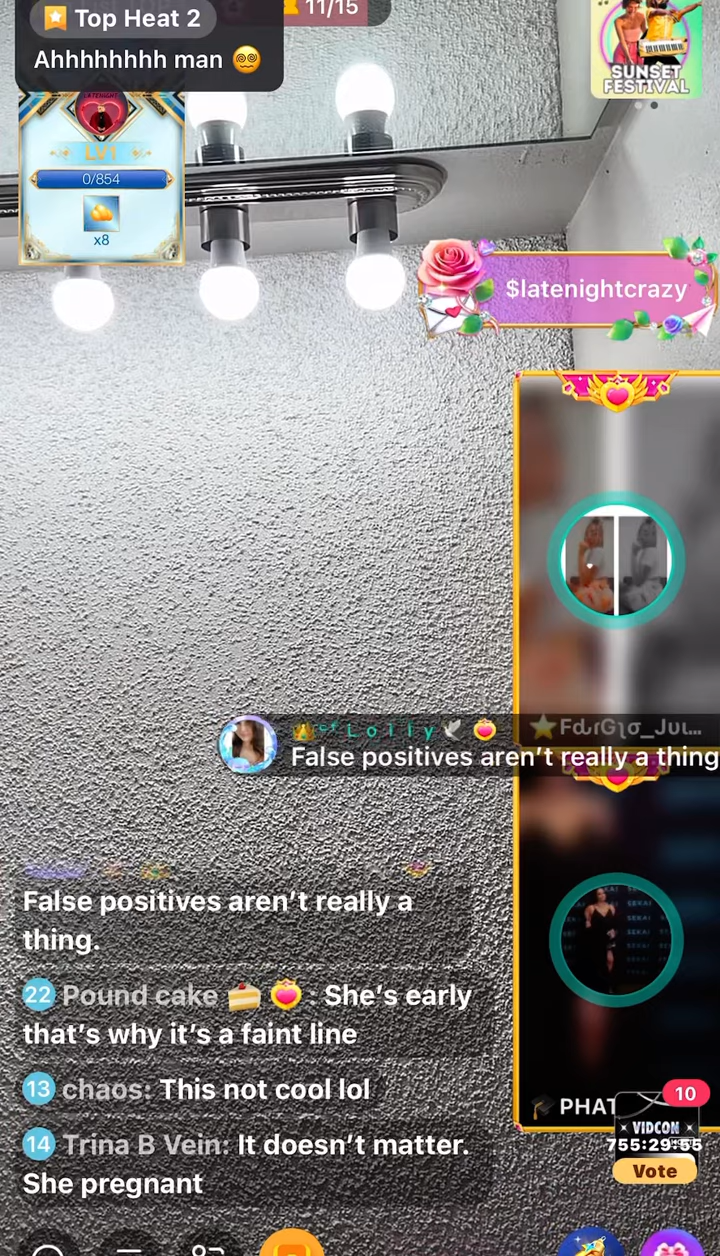 Top Heat 2
11/15
Ahhhhhhhh man 😵‍💫
SUNSET
FESTIVAL
LV1
0/854
x8
$latenightcrazy
Lolly 🕊
False positives aren’t really a thing
False positives aren’t really a
thing.
22 Pound cake 🍰 : She’s early
that’s why it’s a faint line
13 chaos: This not cool lol
14 Trina B Vein: It doesn’t matter.
She pregnant
🎓 PHAT
10
VIDCON
755:29:55
Vote